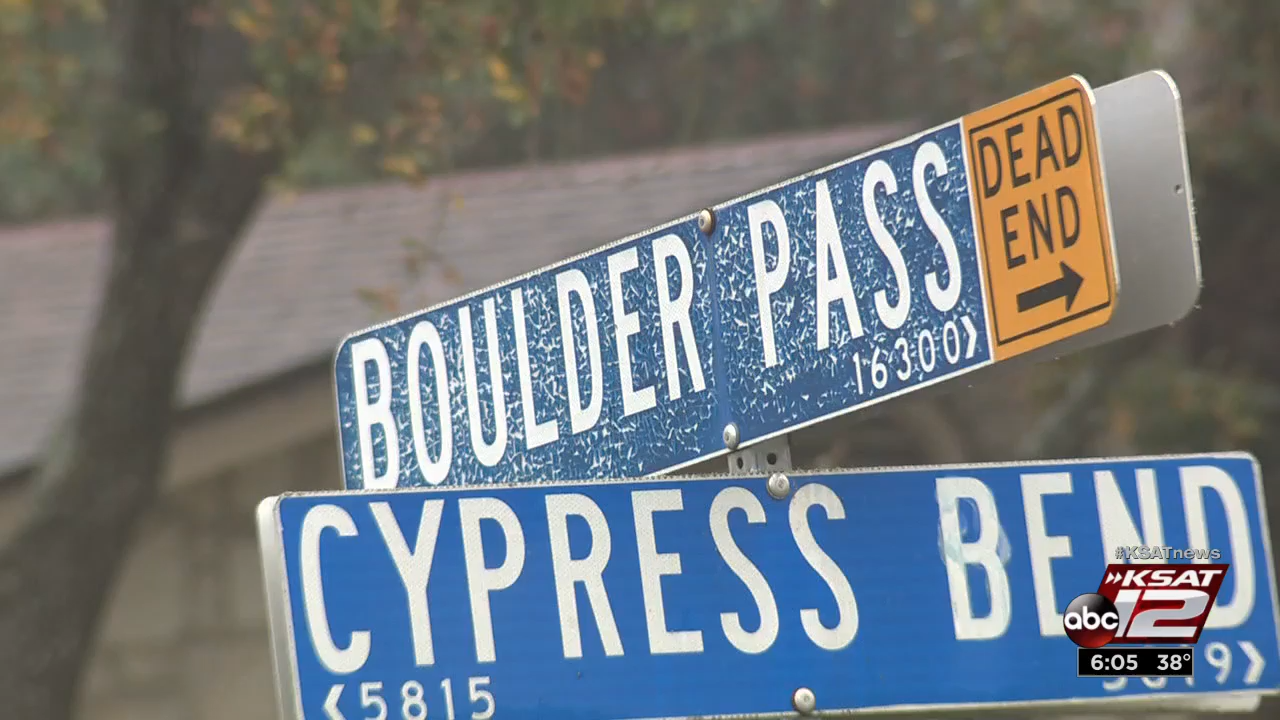 BOULDER PASS
16300❯
DEAD
END
→
CYPRESS BEND
❮5815
#KSATnews
KSAT
abc 12
6:05 38°